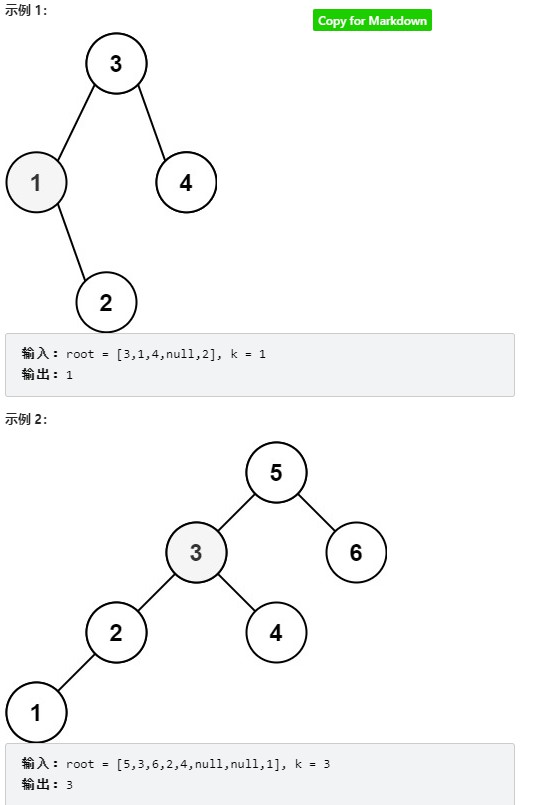 示例 1：
Copy for Markdown
3
1
4
2
输入：root = [3,1,4,null,2], k = 1
输出：1
示例 2：
5
3
6
2
4
1
输入：root = [5,3,6,2,4,null,null,1], k = 3
输出：3